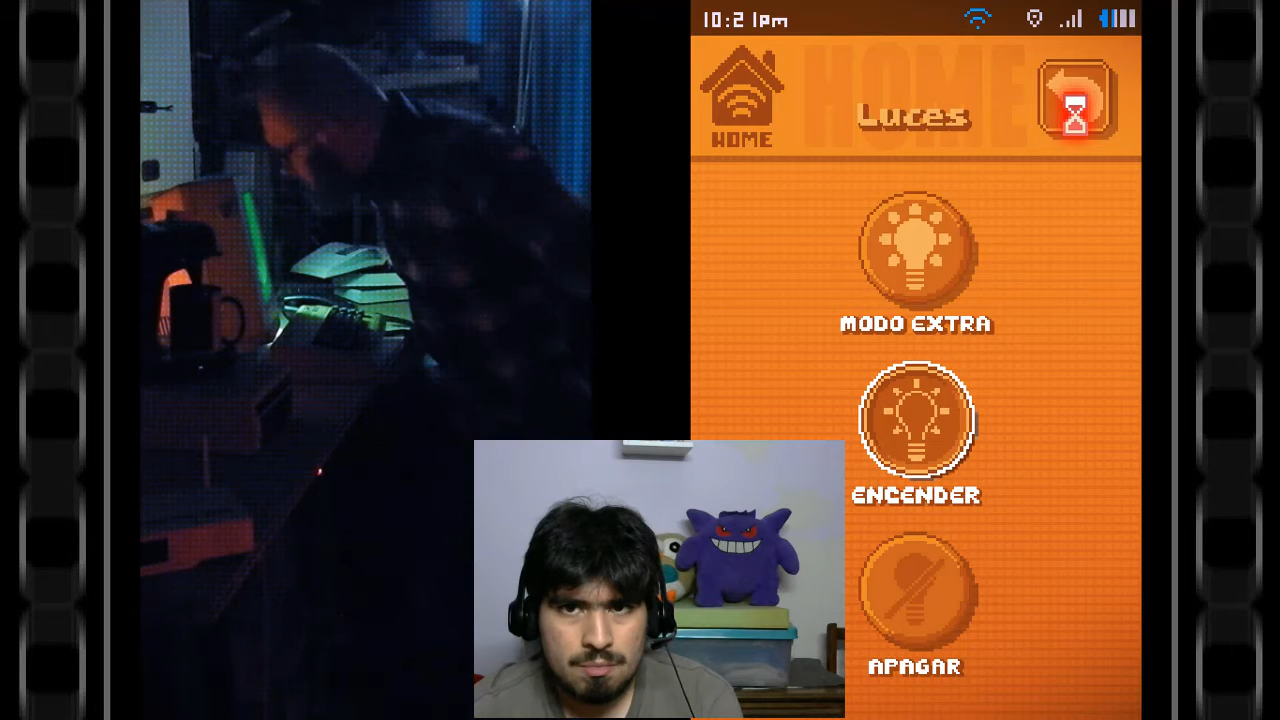 10:21pm
HOME
Luces
HOME
MODO EXTRA
ENCENDER
APAGAR